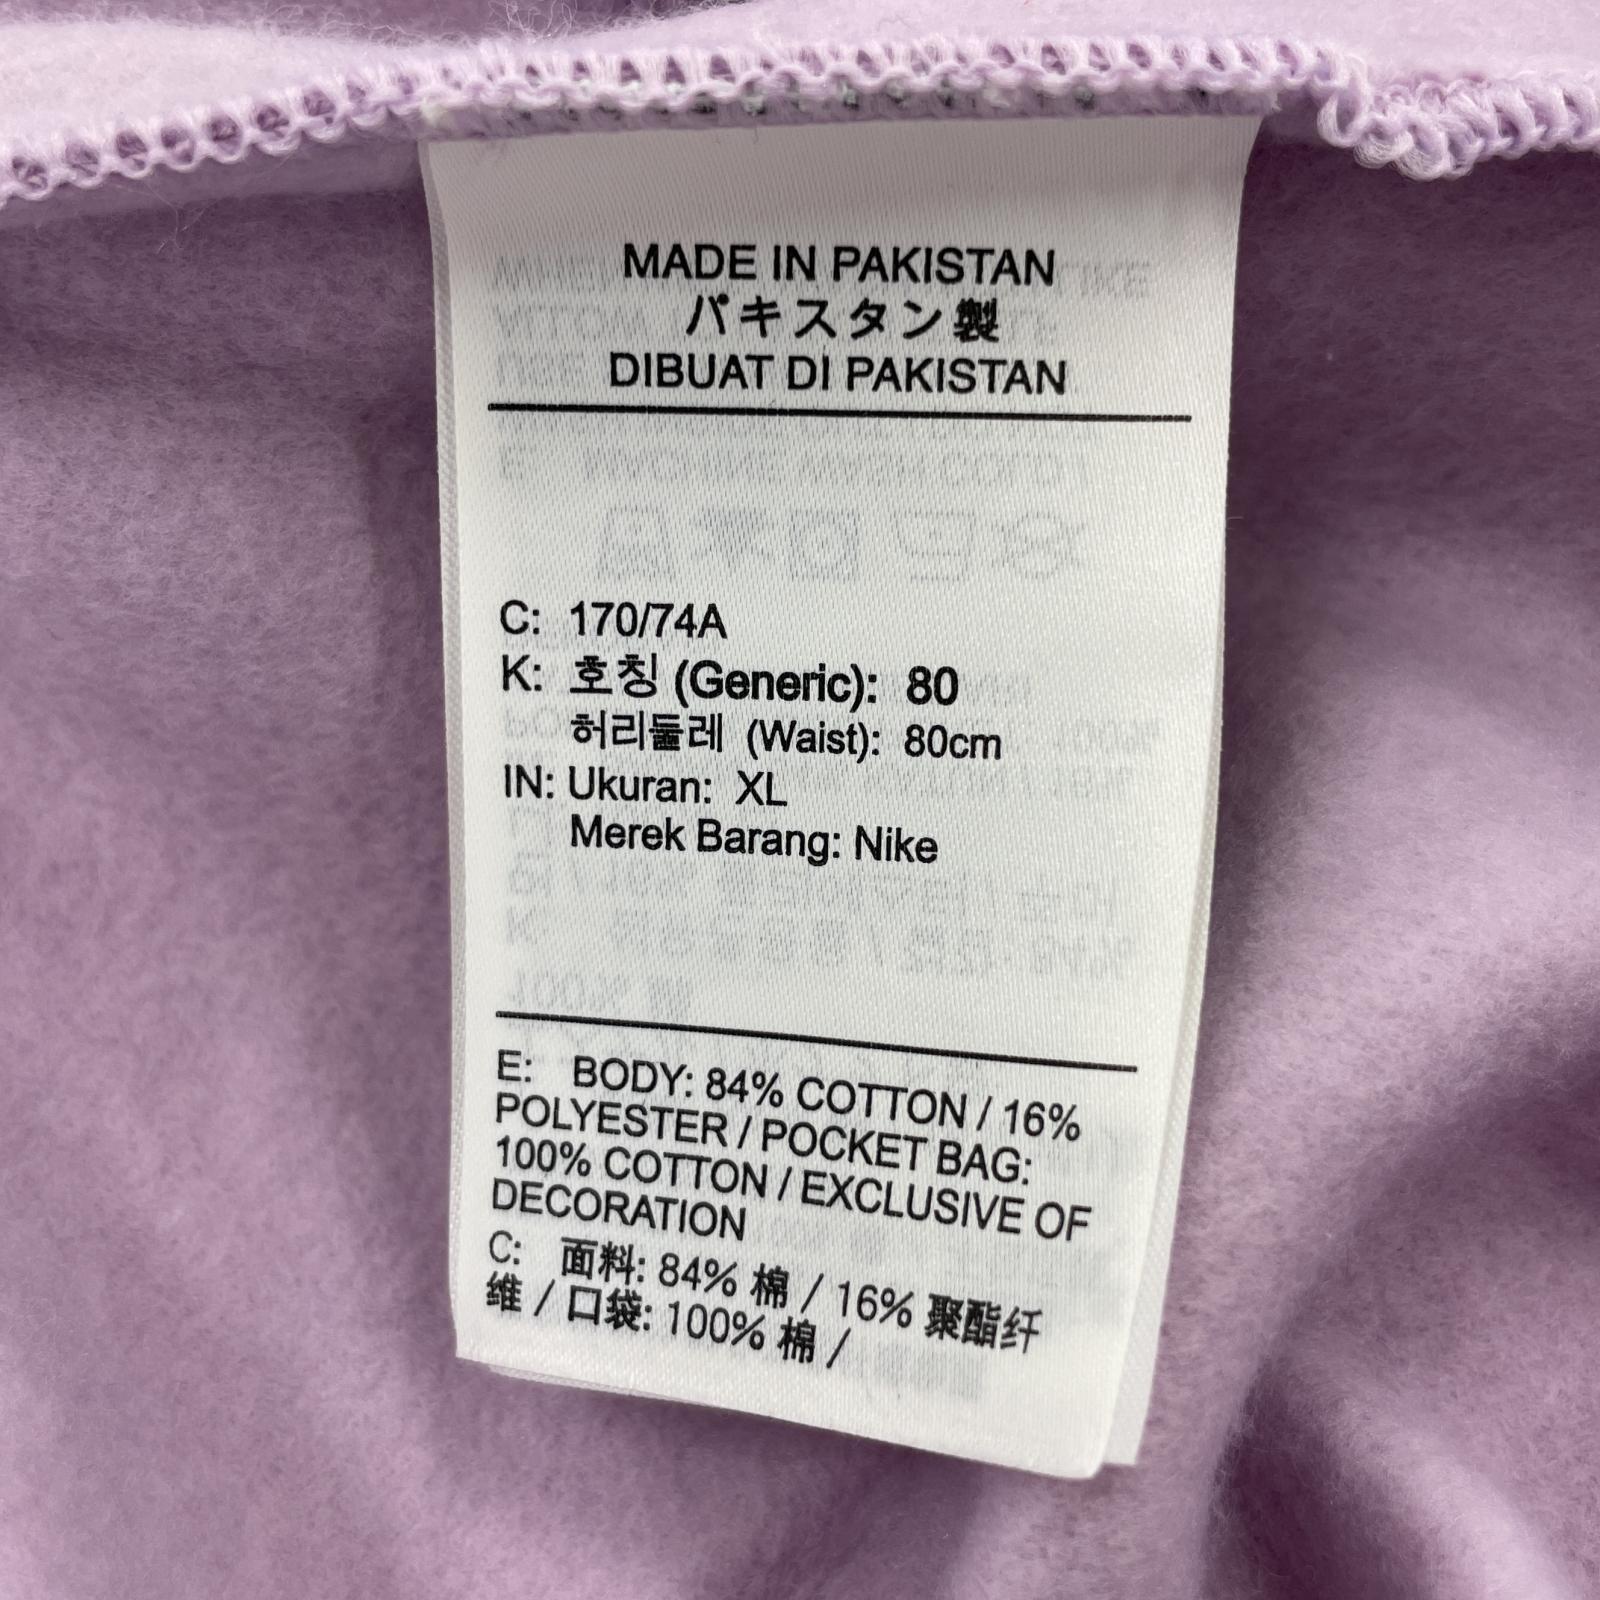 MADE IN PAKISTAN
パキスタン製
DIBUAT DI PAKISTAN
C: 170/74A
K: 호칭 (Generic): 80
허리둘레 (Waist): 80cm
IN: Ukuran: XL
Merek Barang: Nike
E: BODY: 84% COTTON / 16%
POLYESTER / POCKET BAG:
100% COTTON / EXCLUSIVE OF
DECORATION
C: 面料: 84% 棉 / 16% 聚酯纤
维 / 口袋: 100% 棉 /